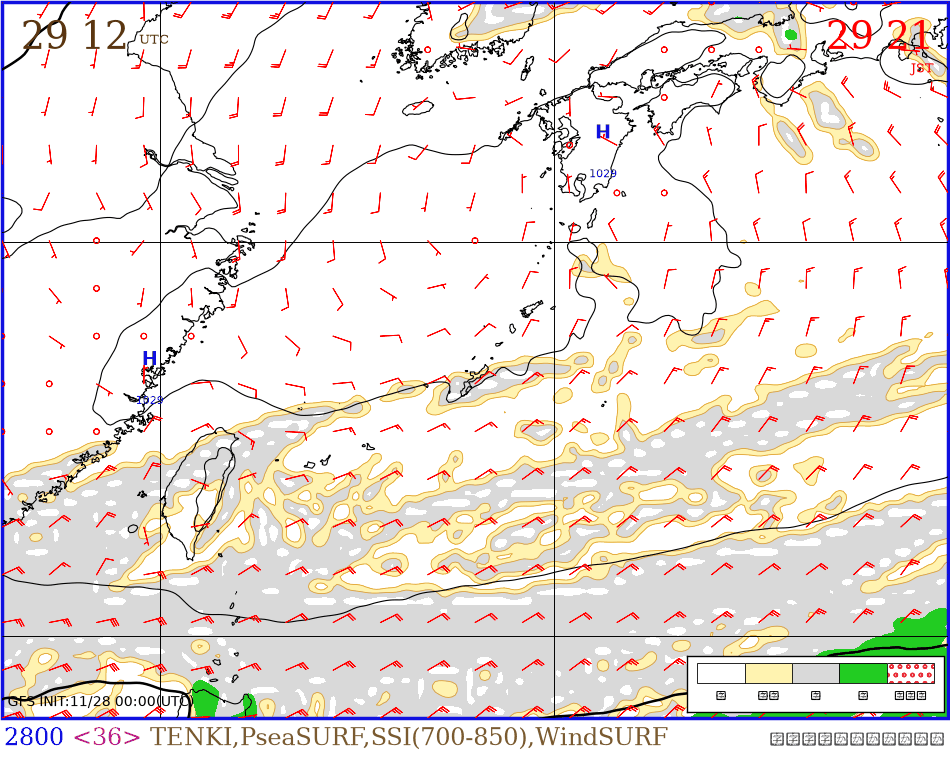 29 12 UTC
29 21
JST
H
1029
H
1029
GFS INIT:11/28 00:00(UTC)
2800 <36> TENKI,PseaSURF,SSI(700-850),WindSURF